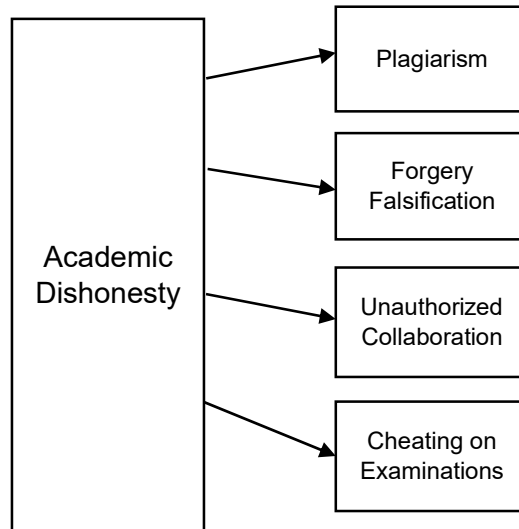 Academic
Dishonesty
Plagiarism
Forgery
Falsification
Unauthorized
Collaboration
Cheating on
Examinations